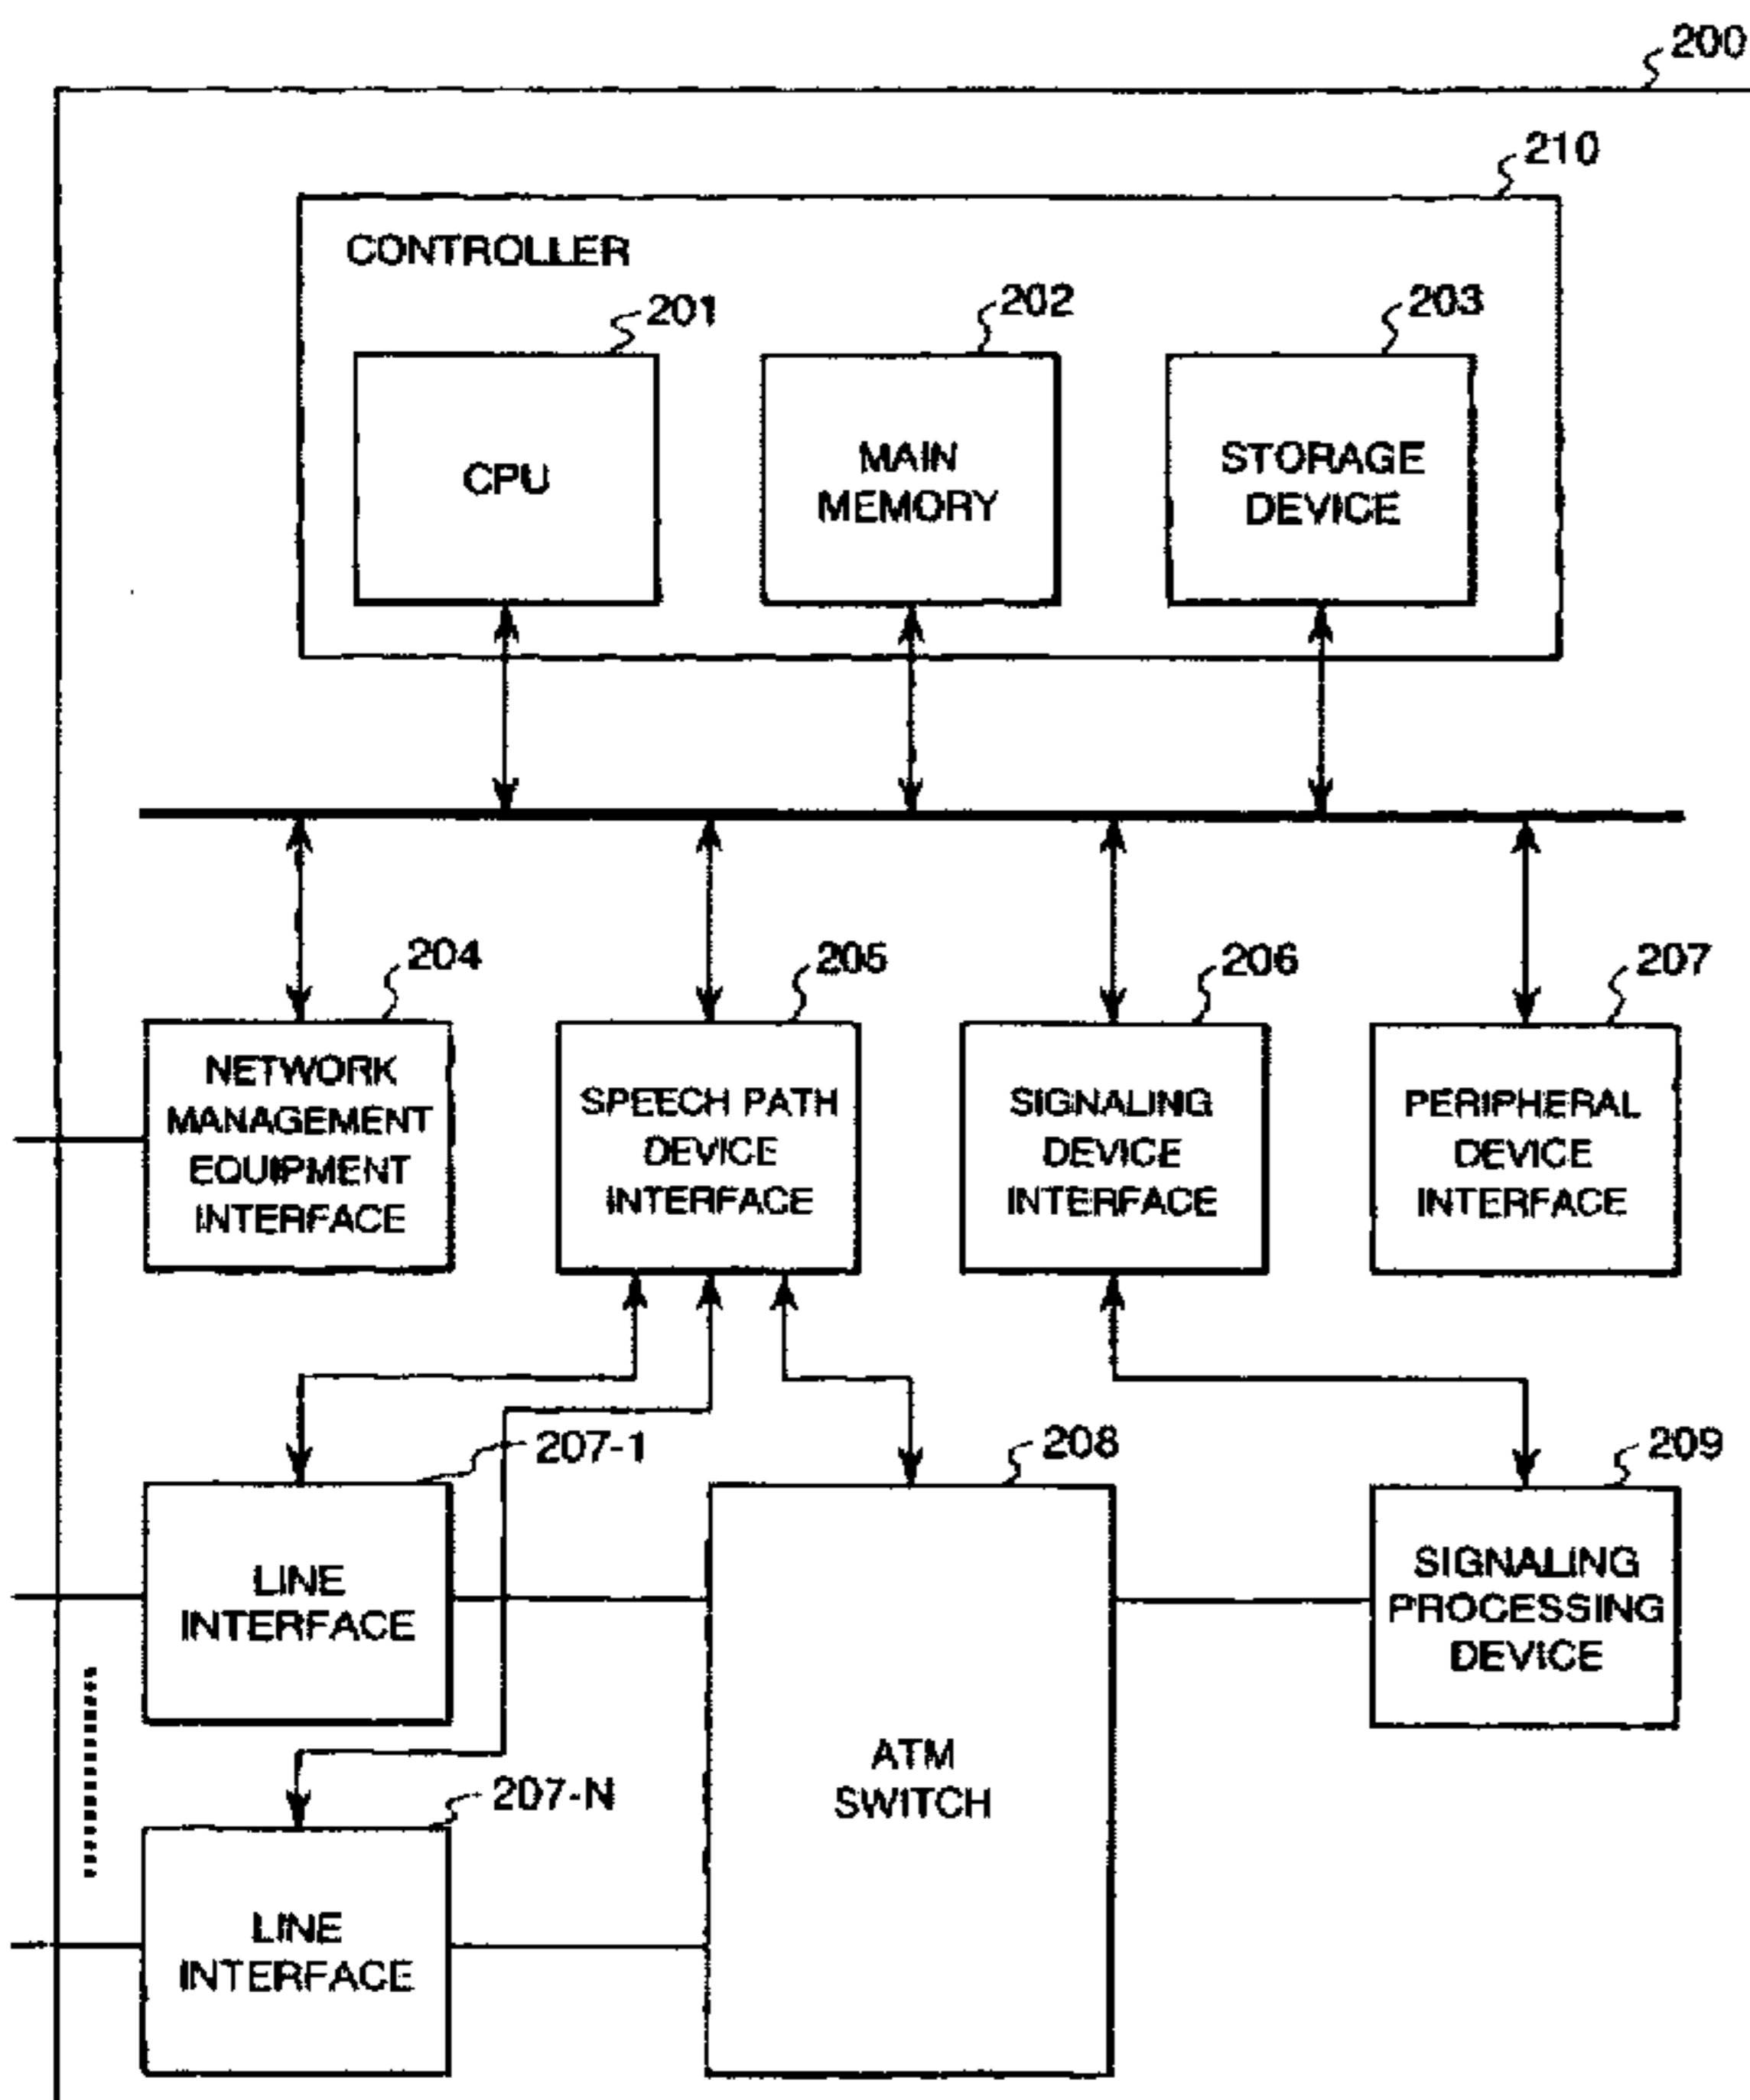 200
210
CONTROLLER
201
202
203
CPU
MAIN
MEMORY
STORAGE
DEVICE
204
205
206
207
NETWORK
MANAGEMENT
EQUIPMENT
INTERFACE
SPEECH PATH
DEVICE
INTERFACE
SIGNALING
DEVICE
INTERFACE
PERIPHERAL
DEVICE
INTERFACE
207-1
208
209
LINE
INTERFACE
SIGNALING
PROCESSING
DEVICE
ATM
SWITCH
207-N
LINE
INTERFACE